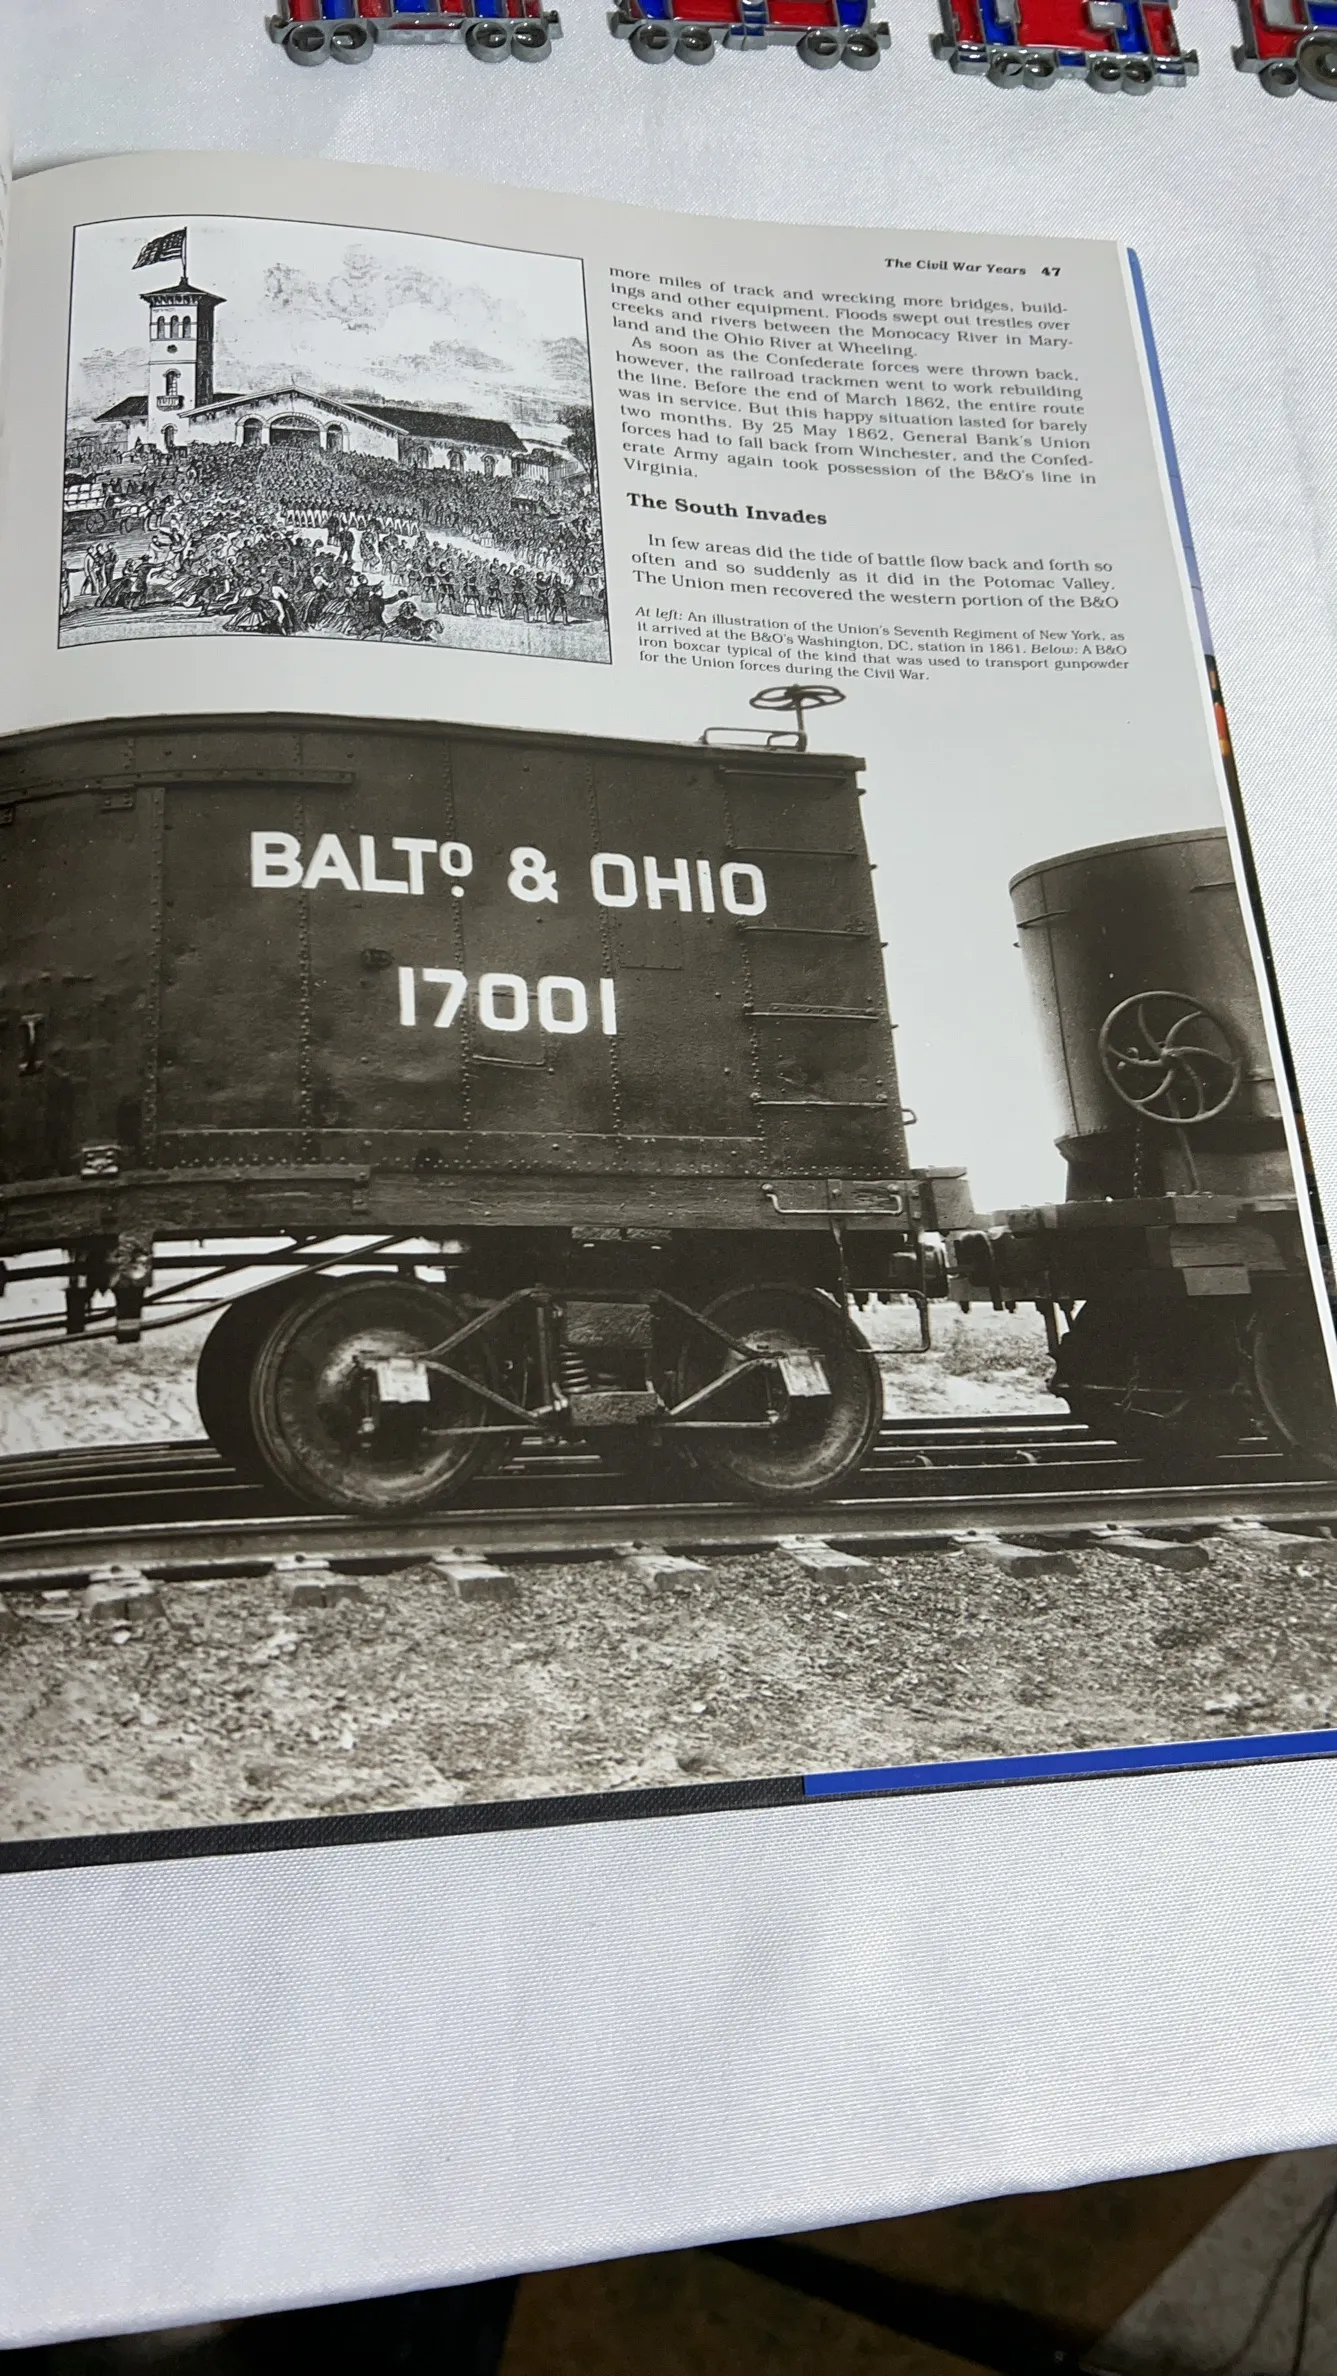 The Civil War Years 47
more miles of track and wrecking more bridges, build-
ings and other equipment. Floods swept out trestles over
creeks and rivers between the Monocacy River in Mary-
land and the Ohio River at Wheeling.
As soon as the Confederate forces were thrown back,
however, the railroad trackmen went to work rebuilding
the line. Before the end of March 1862, the entire route
was in service. But this happy situation lasted for barely
two months. By 25 May 1862, General Bank's Union
forces had to fall back from Winchester, and the Confed-
erate Army again took possession of the B&O's line in
Virginia.
The South Invades
In few areas did the tide of battle flow back and forth so
often and so suddenly as it did in the Potomac Valley.
The Union men recovered the western portion of the B&O
At left: An illustration of the Union's Seventh Regiment of New York, as
it arrived at the B&O's Washington, DC, station in 1861. Below: A B&O
iron boxcar typical of the kind that was used to transport gunpowder
for the Union forces during the Civil War.
BALTO. & OHIO
17001